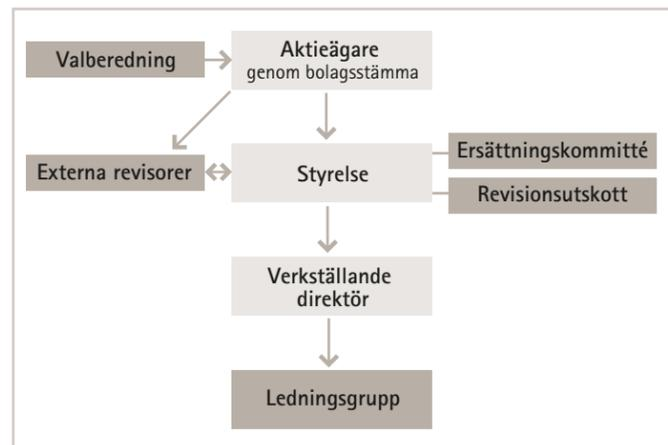 Valberedning
Aktieägare
genom bolagsstämma
Externa revisorer
Styrelse
Ersättningskommitté
Revisionsutskott
Verkställande
direktör
Ledningsgrupp